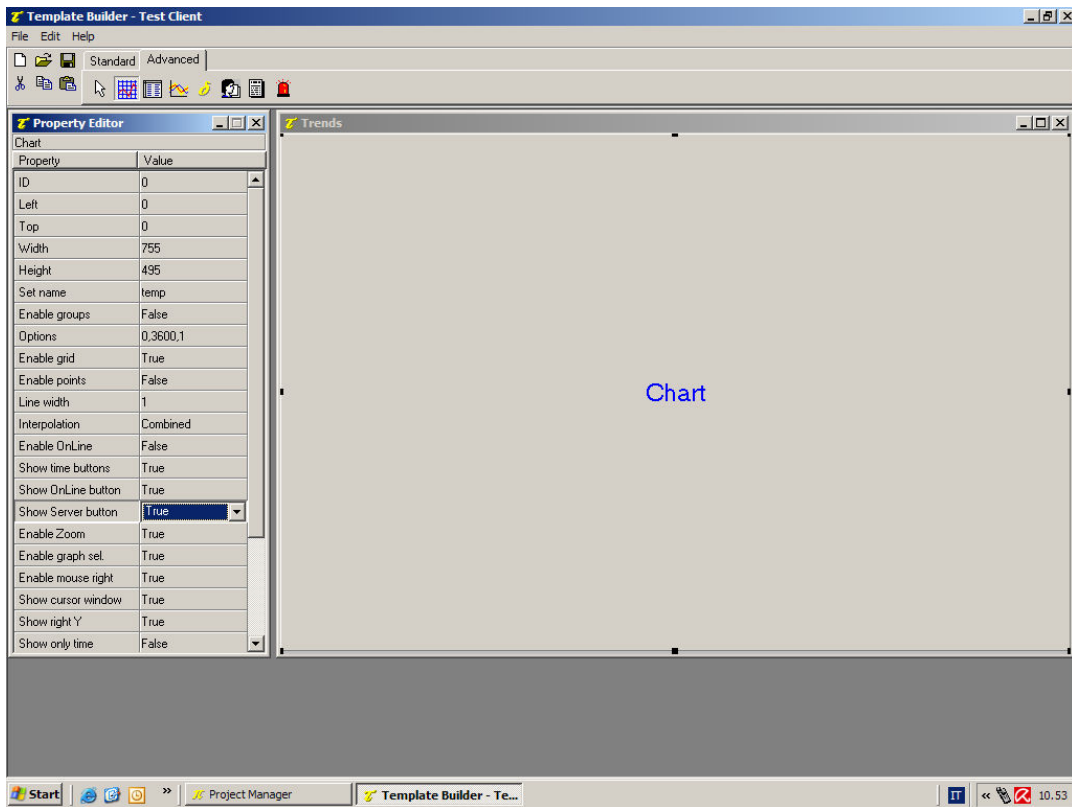 Template Builder - Test Client
File Edit Help
Standard Advanced
Property Editor
Chart
Property Value
ID 0
Left 0
Top 0
Width 755
Height 495
Set name temp
Enable groups False
Options 0,3600,1
Enable grid True
Enable points False
Line width 1
Interpolation Combined
Enable OnLine False
Show time buttons True
Show OnLine button True
Show Server button True
Enable Zoom True
Enable graph sel. True
Enable mouse right True
Show cursor window True
Show right Y True
Show only time False
Trends
Chart
Start » Project Manager Template Builder - Te... IT « 10.53